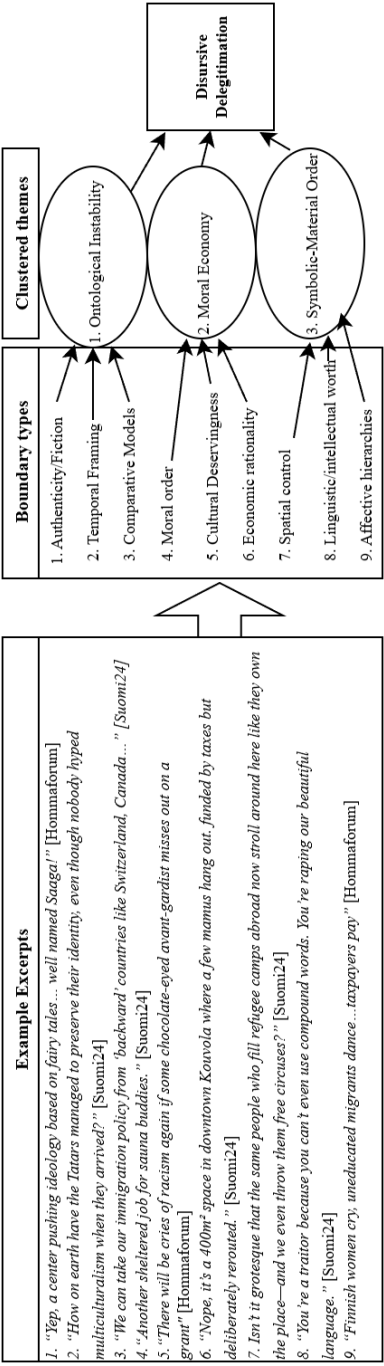 Example Excerpts
1. “Yep, a center pushing ideology based on fairy tales… well named Saaga!” [Hommaforum]
2. “How on earth have the Tatars managed to preserve their identity, even though nobody hyped
multiculturalism when they arrived?” [Suomi24]
3. “We can take our immigration policy from ‘backward’ countries like Switzerland, Canada…” [Suomi24]
4. “Another sheltered job for sauna buddies.” [Suomi24]
5. “There will be cries of racism again if some chocolate-eyed avant-gardist misses out on a
grant” [Hommaforum]
6. “Nope, it’s a 400m² space in downtown Kouvola where a few mamus hang out. funded by taxes but
deliberately rerouted.” [Suomi24]
7. Isn’t it grotesque that the same people who fill refugee camps abroad now stroll around here like they own
the place—and we even throw them free circuses?” [Suomi24]
8. “You’re a traitor because you can’t even use compound words. You’re raping our beautiful
language.” [Suomi24]
9. “Finnish women cry, uneducated migrants dance…taxpayers pay” [Hommaforum]
Boundary types
1. Authenticity/Fiction
2. Temporal Framing
3. Comparative Models
4. Moral order
5. Cultural Deservingness
6. Economic rationality
7. Spatial control
8. Linguistic/intellectual worth
9. Affective hierarchies
Clustered themes
1. Ontological Instability
2. Moral Economy
3. Symbolic-Material Order
Disursive
Delegitimation